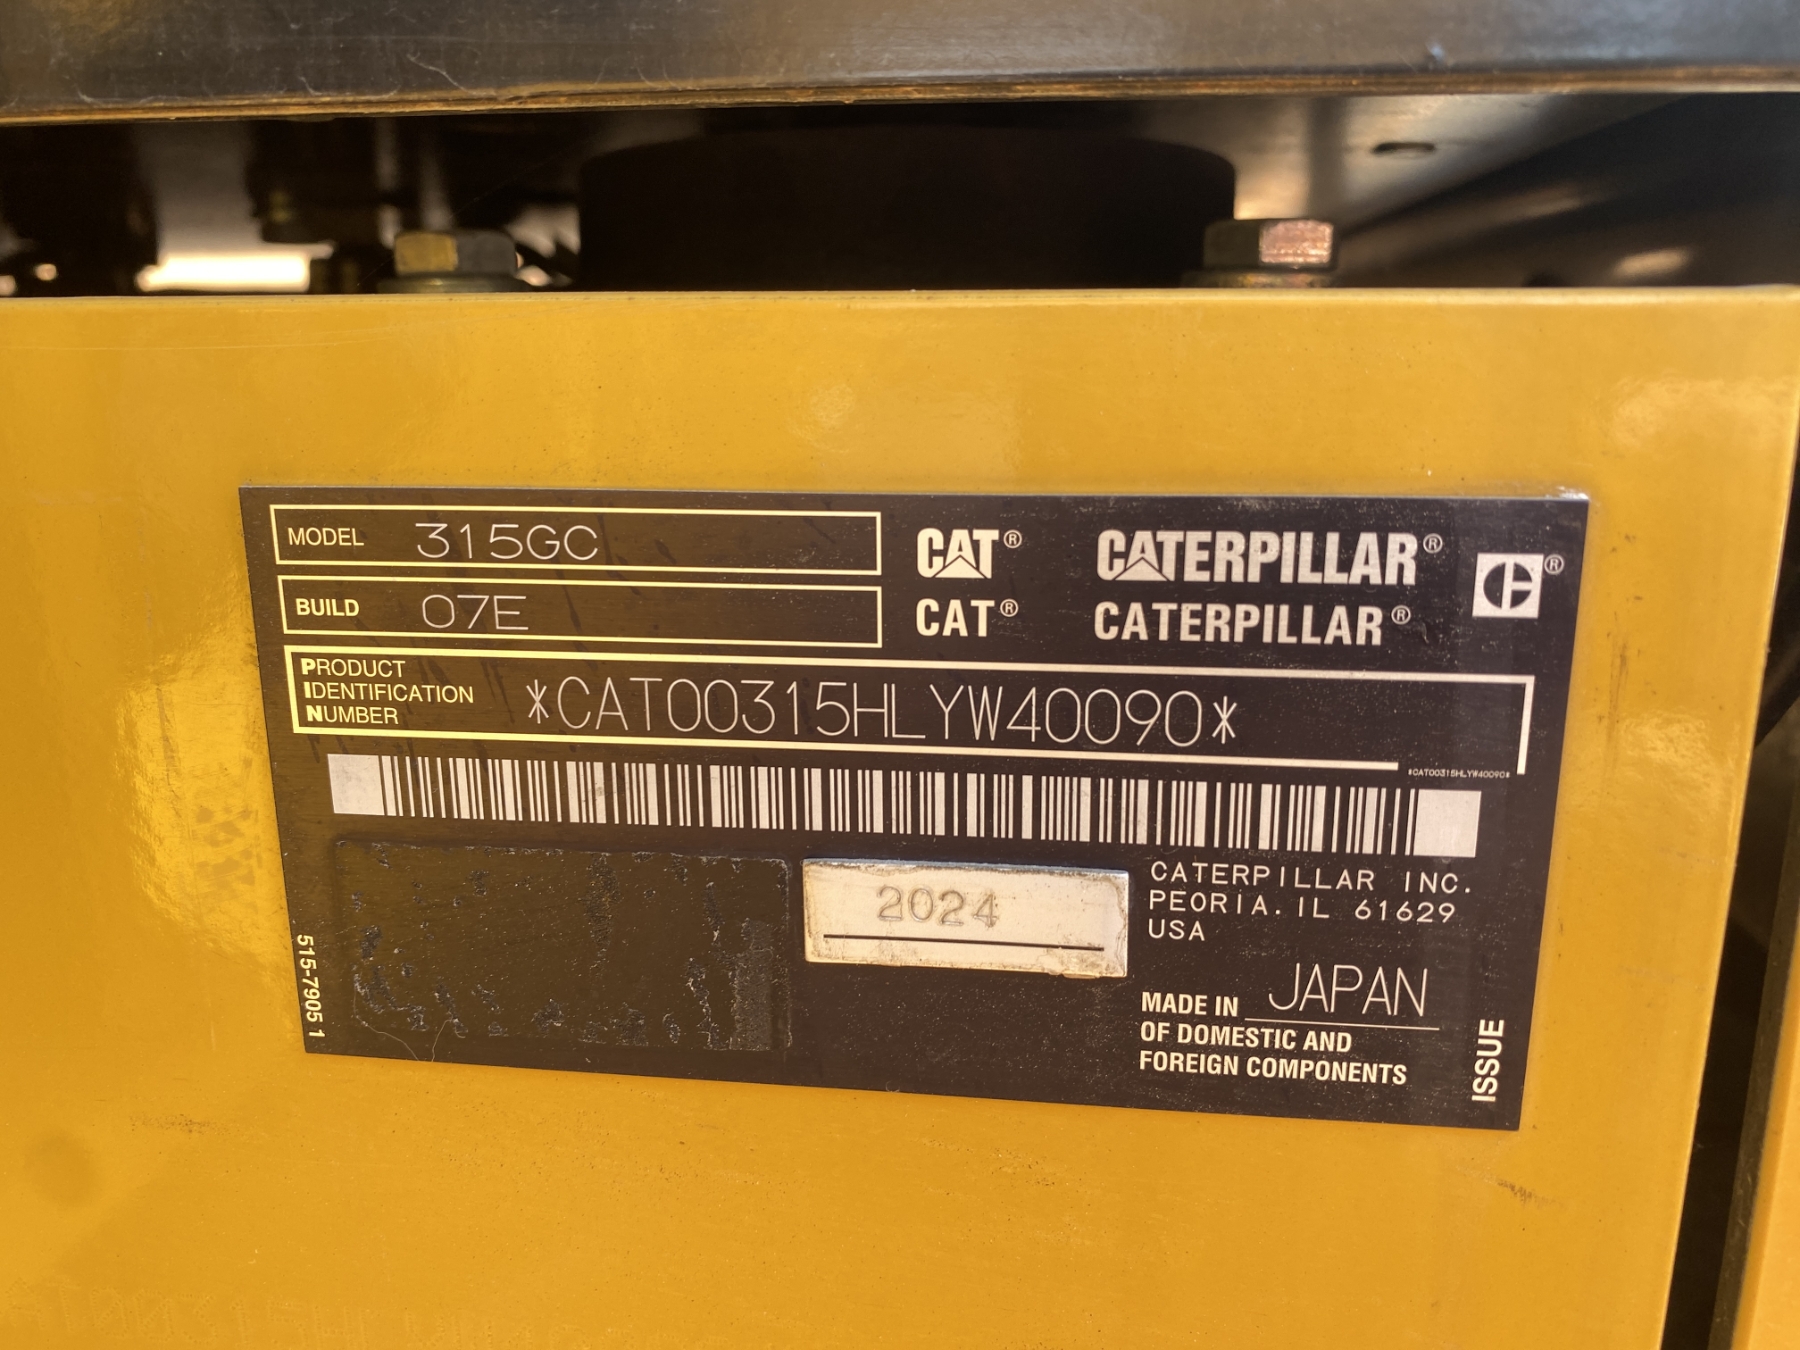 MODEL 315GC
BUILD 07E
CAT® CATERPILLAR®
CAT® CATERPILLAR®
PRODUCT
IDENTIFICATION
NUMBER
*CAT00315HLYW40090*
*CAT00315HLYW40090*
2024
CATERPILLAR INC.
PEORIA, IL 61629
USA
MADE IN JAPAN
OF DOMESTIC AND
FOREIGN COMPONENTS
515-7905 1
ISSUE